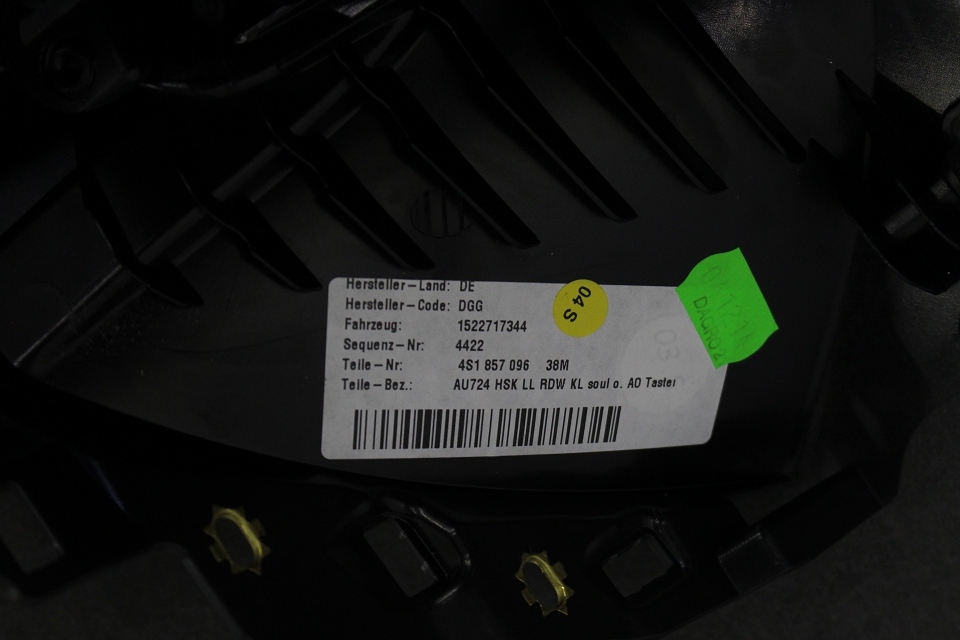 Hersteller-Land: DE
Hersteller-Code: DGG
Fahrzeug: 1522717344
Sequenz-Nr: 4422
Teile-Nr: 4S1 857 096 38M
Teile-Bez.: AU724 HSK LL RDW KL soul o. AO Taster
04 S
03
DAGRO2